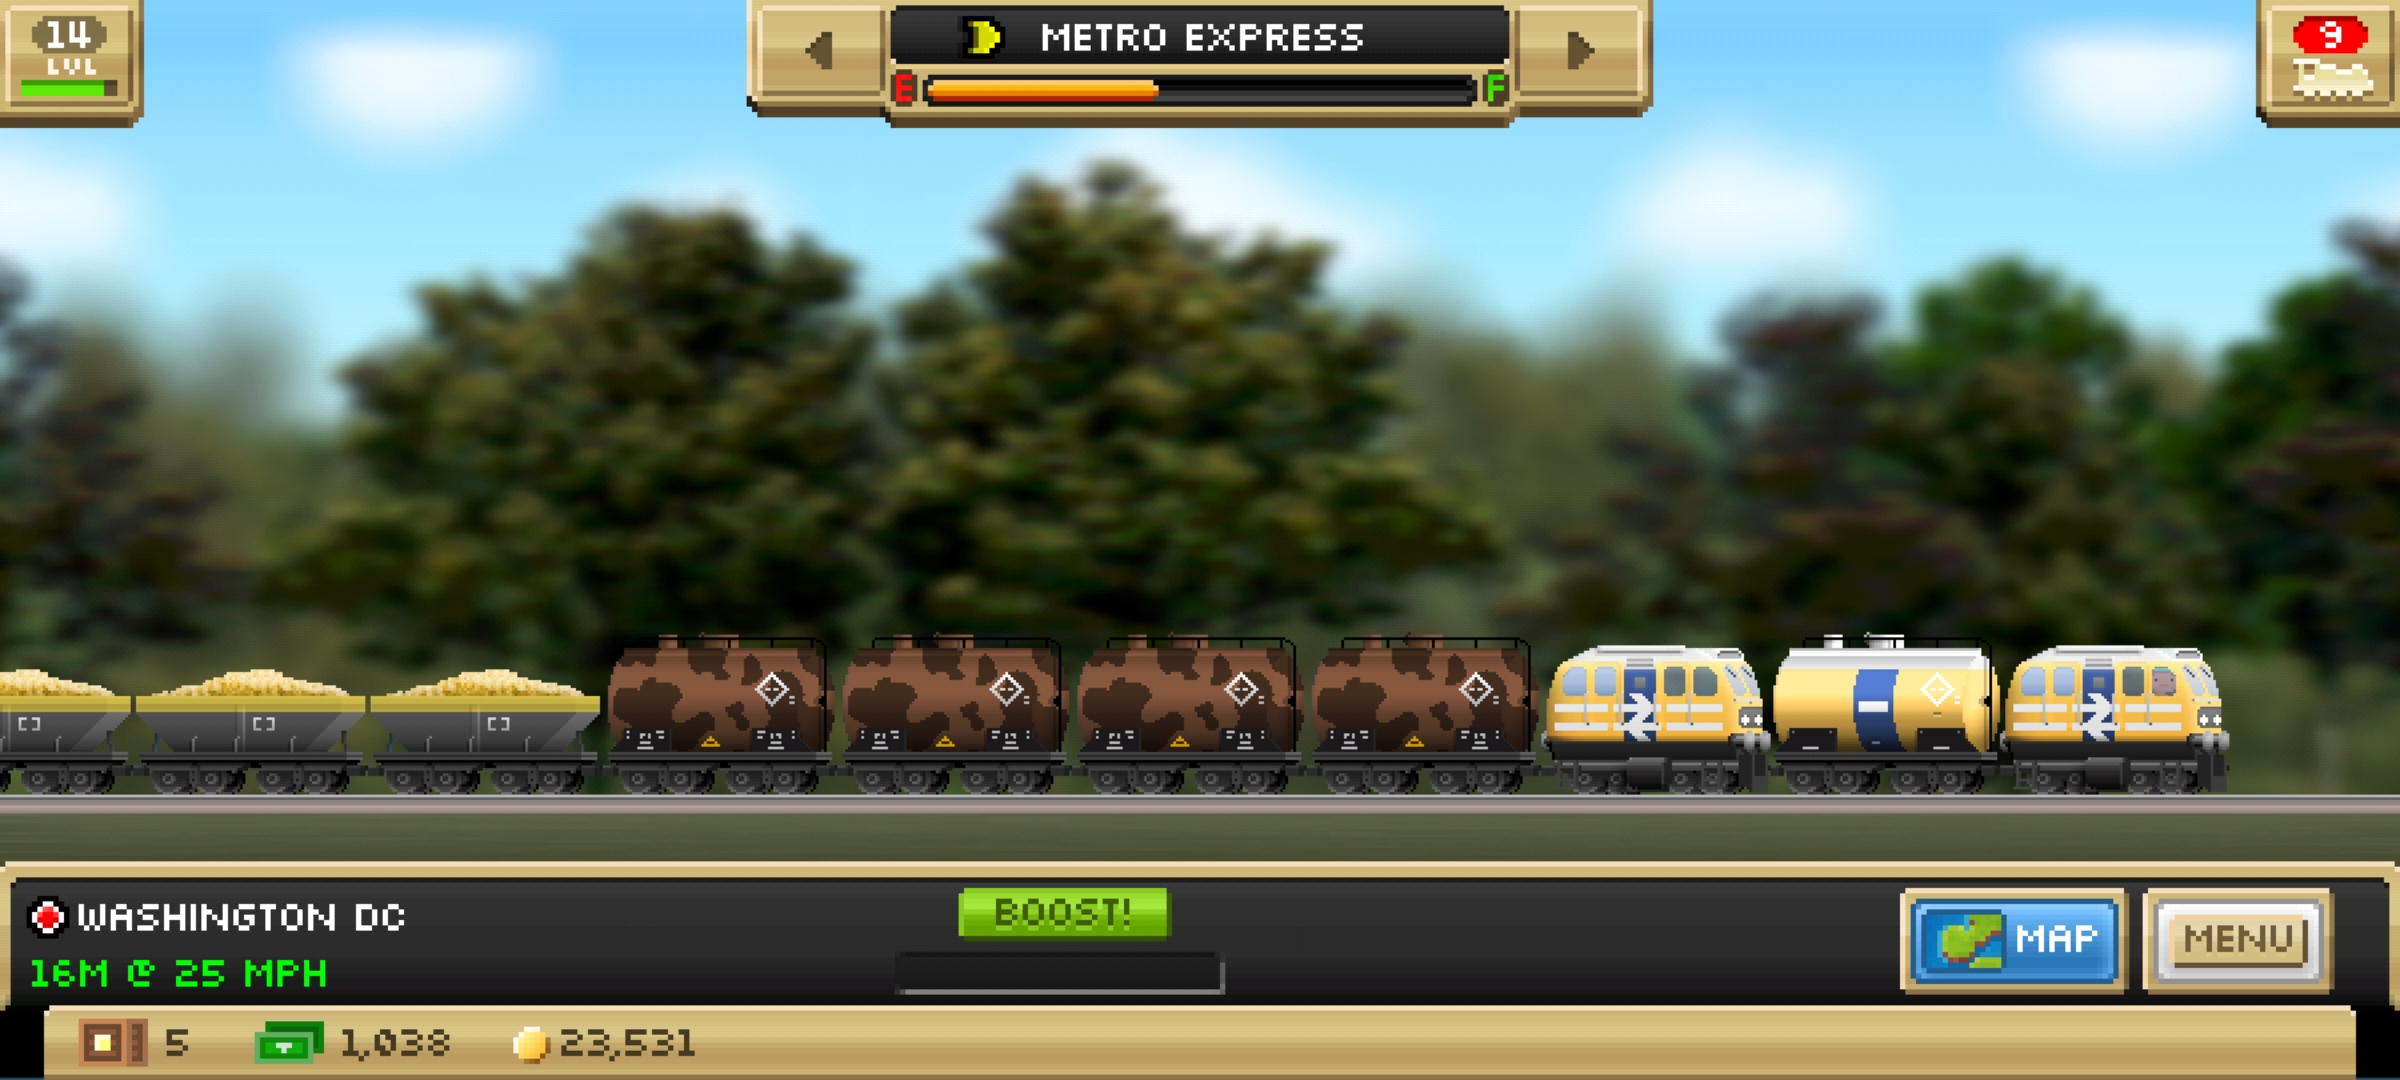 14
LVL
METRO EXPRESS
E F
9
WASHINGTON DC
16M @ 25 MPH
BOOST!
MAP
MENU
5
1,038
23,531